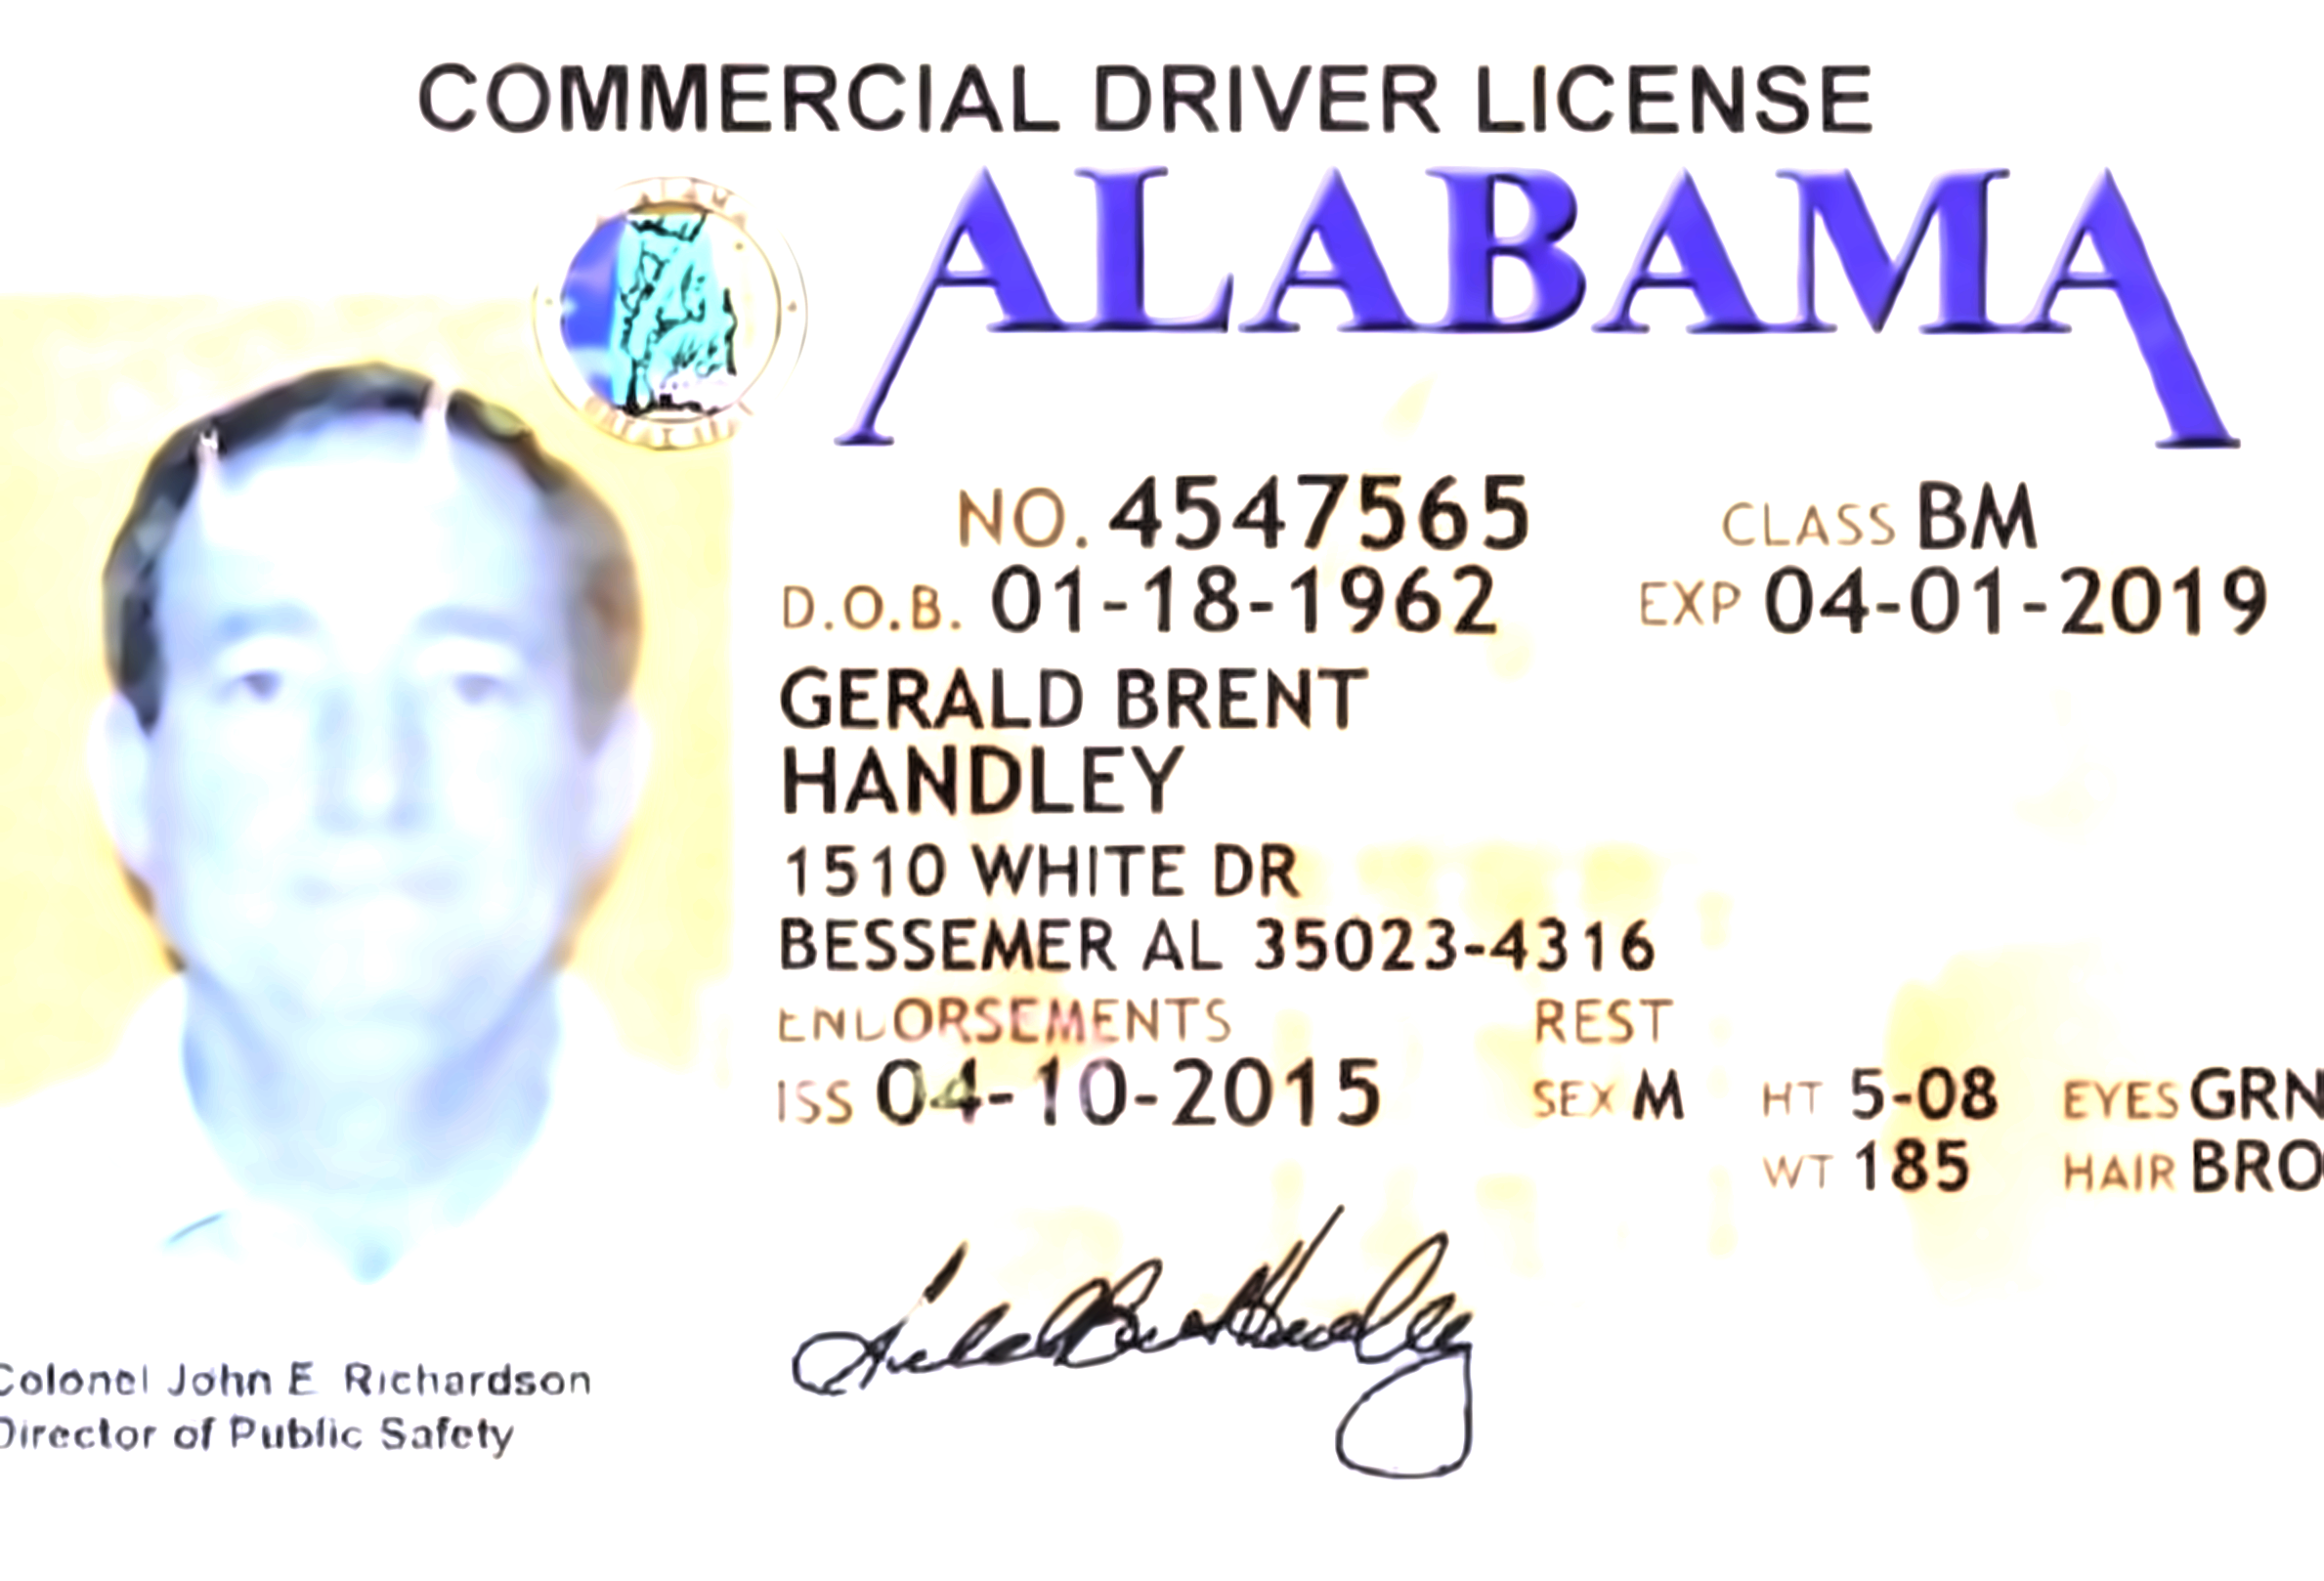 COMMERCIAL DRIVER LICENSE
ALABAMA
NO. 4547565 CLASS BM
D.O.B. 01-18-1962 EXP 04-01-2019
GERALD BRENT
HANDLEY
1510 WHITE DR
BESSEMER AL 35023-4316
ENDORSEMENTS REST
ISS 04-10-2015 SEX M HT 5-08 EYES GRN
WT 185 HAIR BRO
Colonel John E Richardson
Director of Public Safety